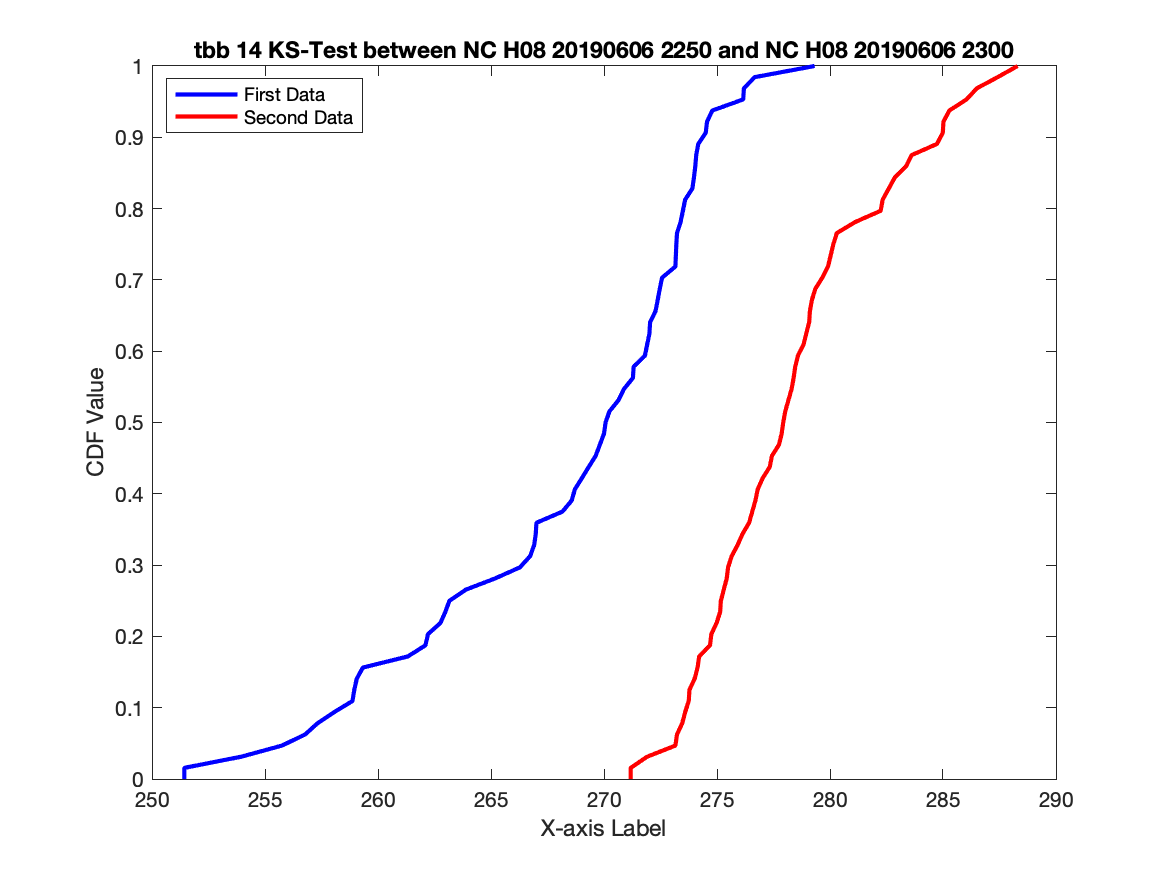 tbb 14 KS-Test between NC H08 20190606 2250 and NC H08 20190606 2300
First Data
Second Data
CDF Value
1
0.9
0.8
0.7
0.6
0.5
0.4
0.3
0.2
0.1
0
250 255 260 265 270 275 280 285 290
X-axis Label